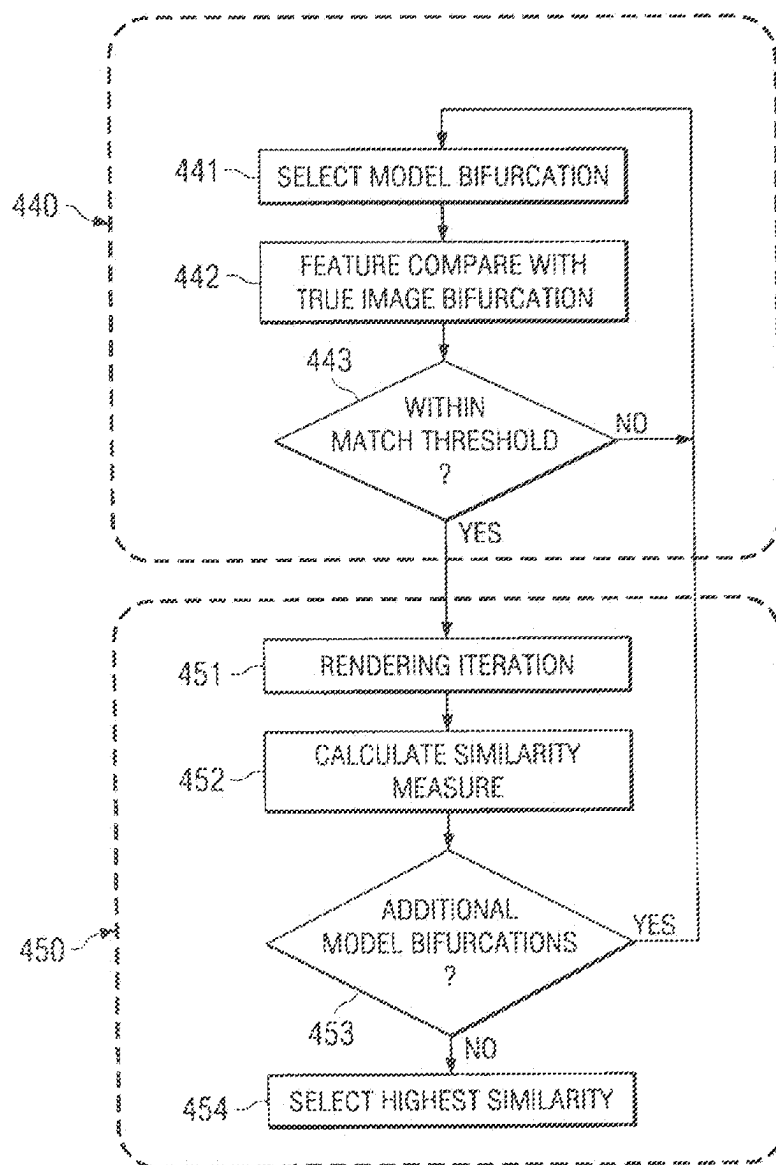 440
441
SELECT MODEL BIFURCATION
442
FEATURE COMPARE WITH
TRUE IMAGE BIFURCATION
443
WITHIN
MATCH THRESHOLD
?
NO
YES
450
451
RENDERING ITERATION
452
CALCULATE SIMILARITY
MEASURE
ADDITIONAL
MODEL BIFURCATIONS
?
YES
453
NO
454
SELECT HIGHEST SIMILARITY